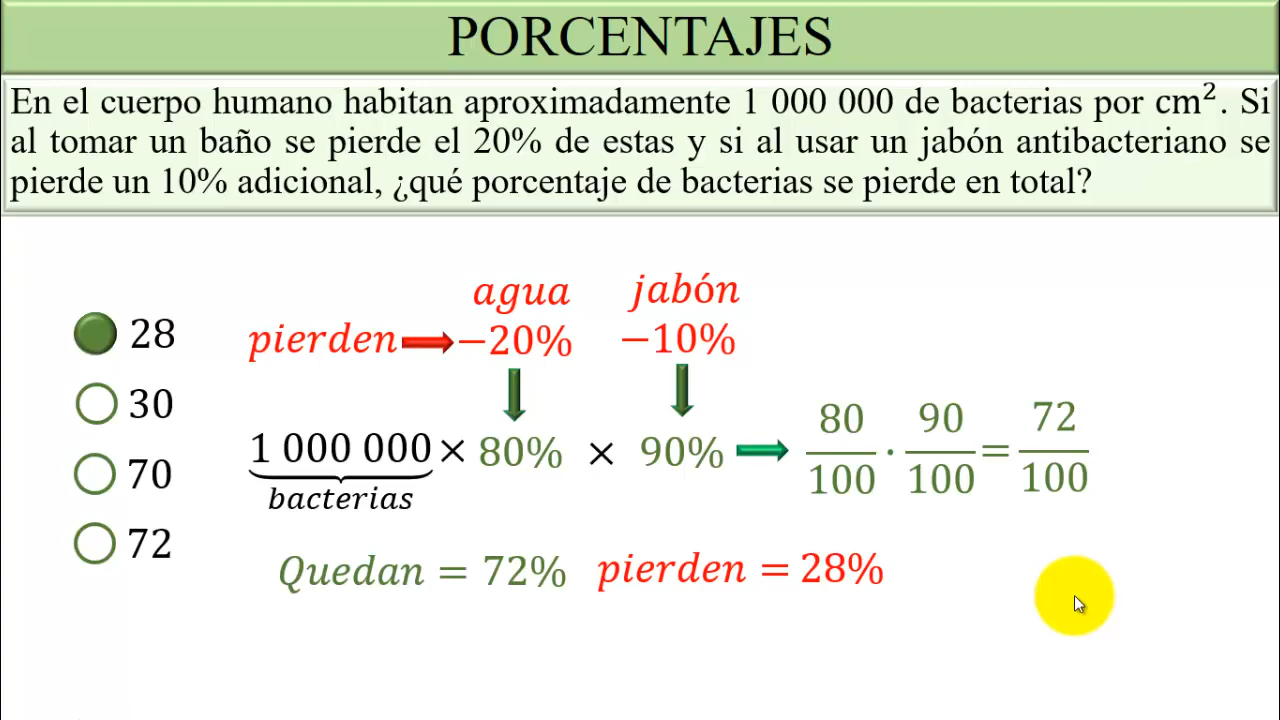 PORCENTAJES
En el cuerpo humano habitan aproximadamente 1 000 000 de bacterias por cm². Si
al tomar un baño se pierde el 20% de estas y si al usar un jabón antibacteriano se
pierde un 10% adicional, ¿qué porcentaje de bacterias se pierde en total?
agua jabón
28 pierden −20% −10%
30
1 000 000 × 80% × 90% 80/100 · 90/100 = 72/100
70
bacterias
72
Quedan = 72% pierden = 28%